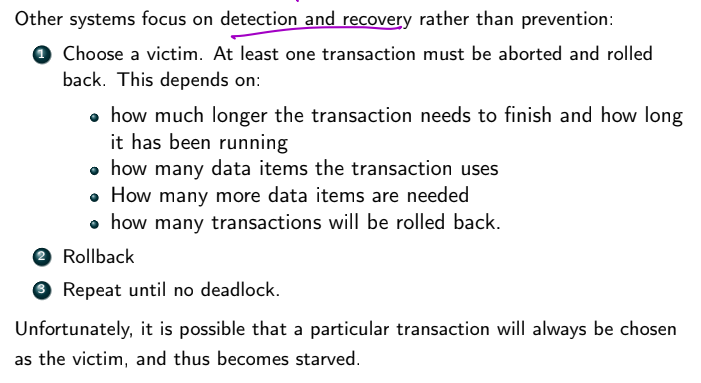 Other systems focus on detection and recovery rather than prevention:
1 Choose a victim. At least one transaction must be aborted and rolled
back. This depends on:
how much longer the transaction needs to finish and how long
it has been running
how many data items the transaction uses
How many more data items are needed
how many transactions will be rolled back.
2 Rollback
3 Repeat until no deadlock.
Unfortunately, it is possible that a particular transaction will always be chosen
as the victim, and thus becomes starved.